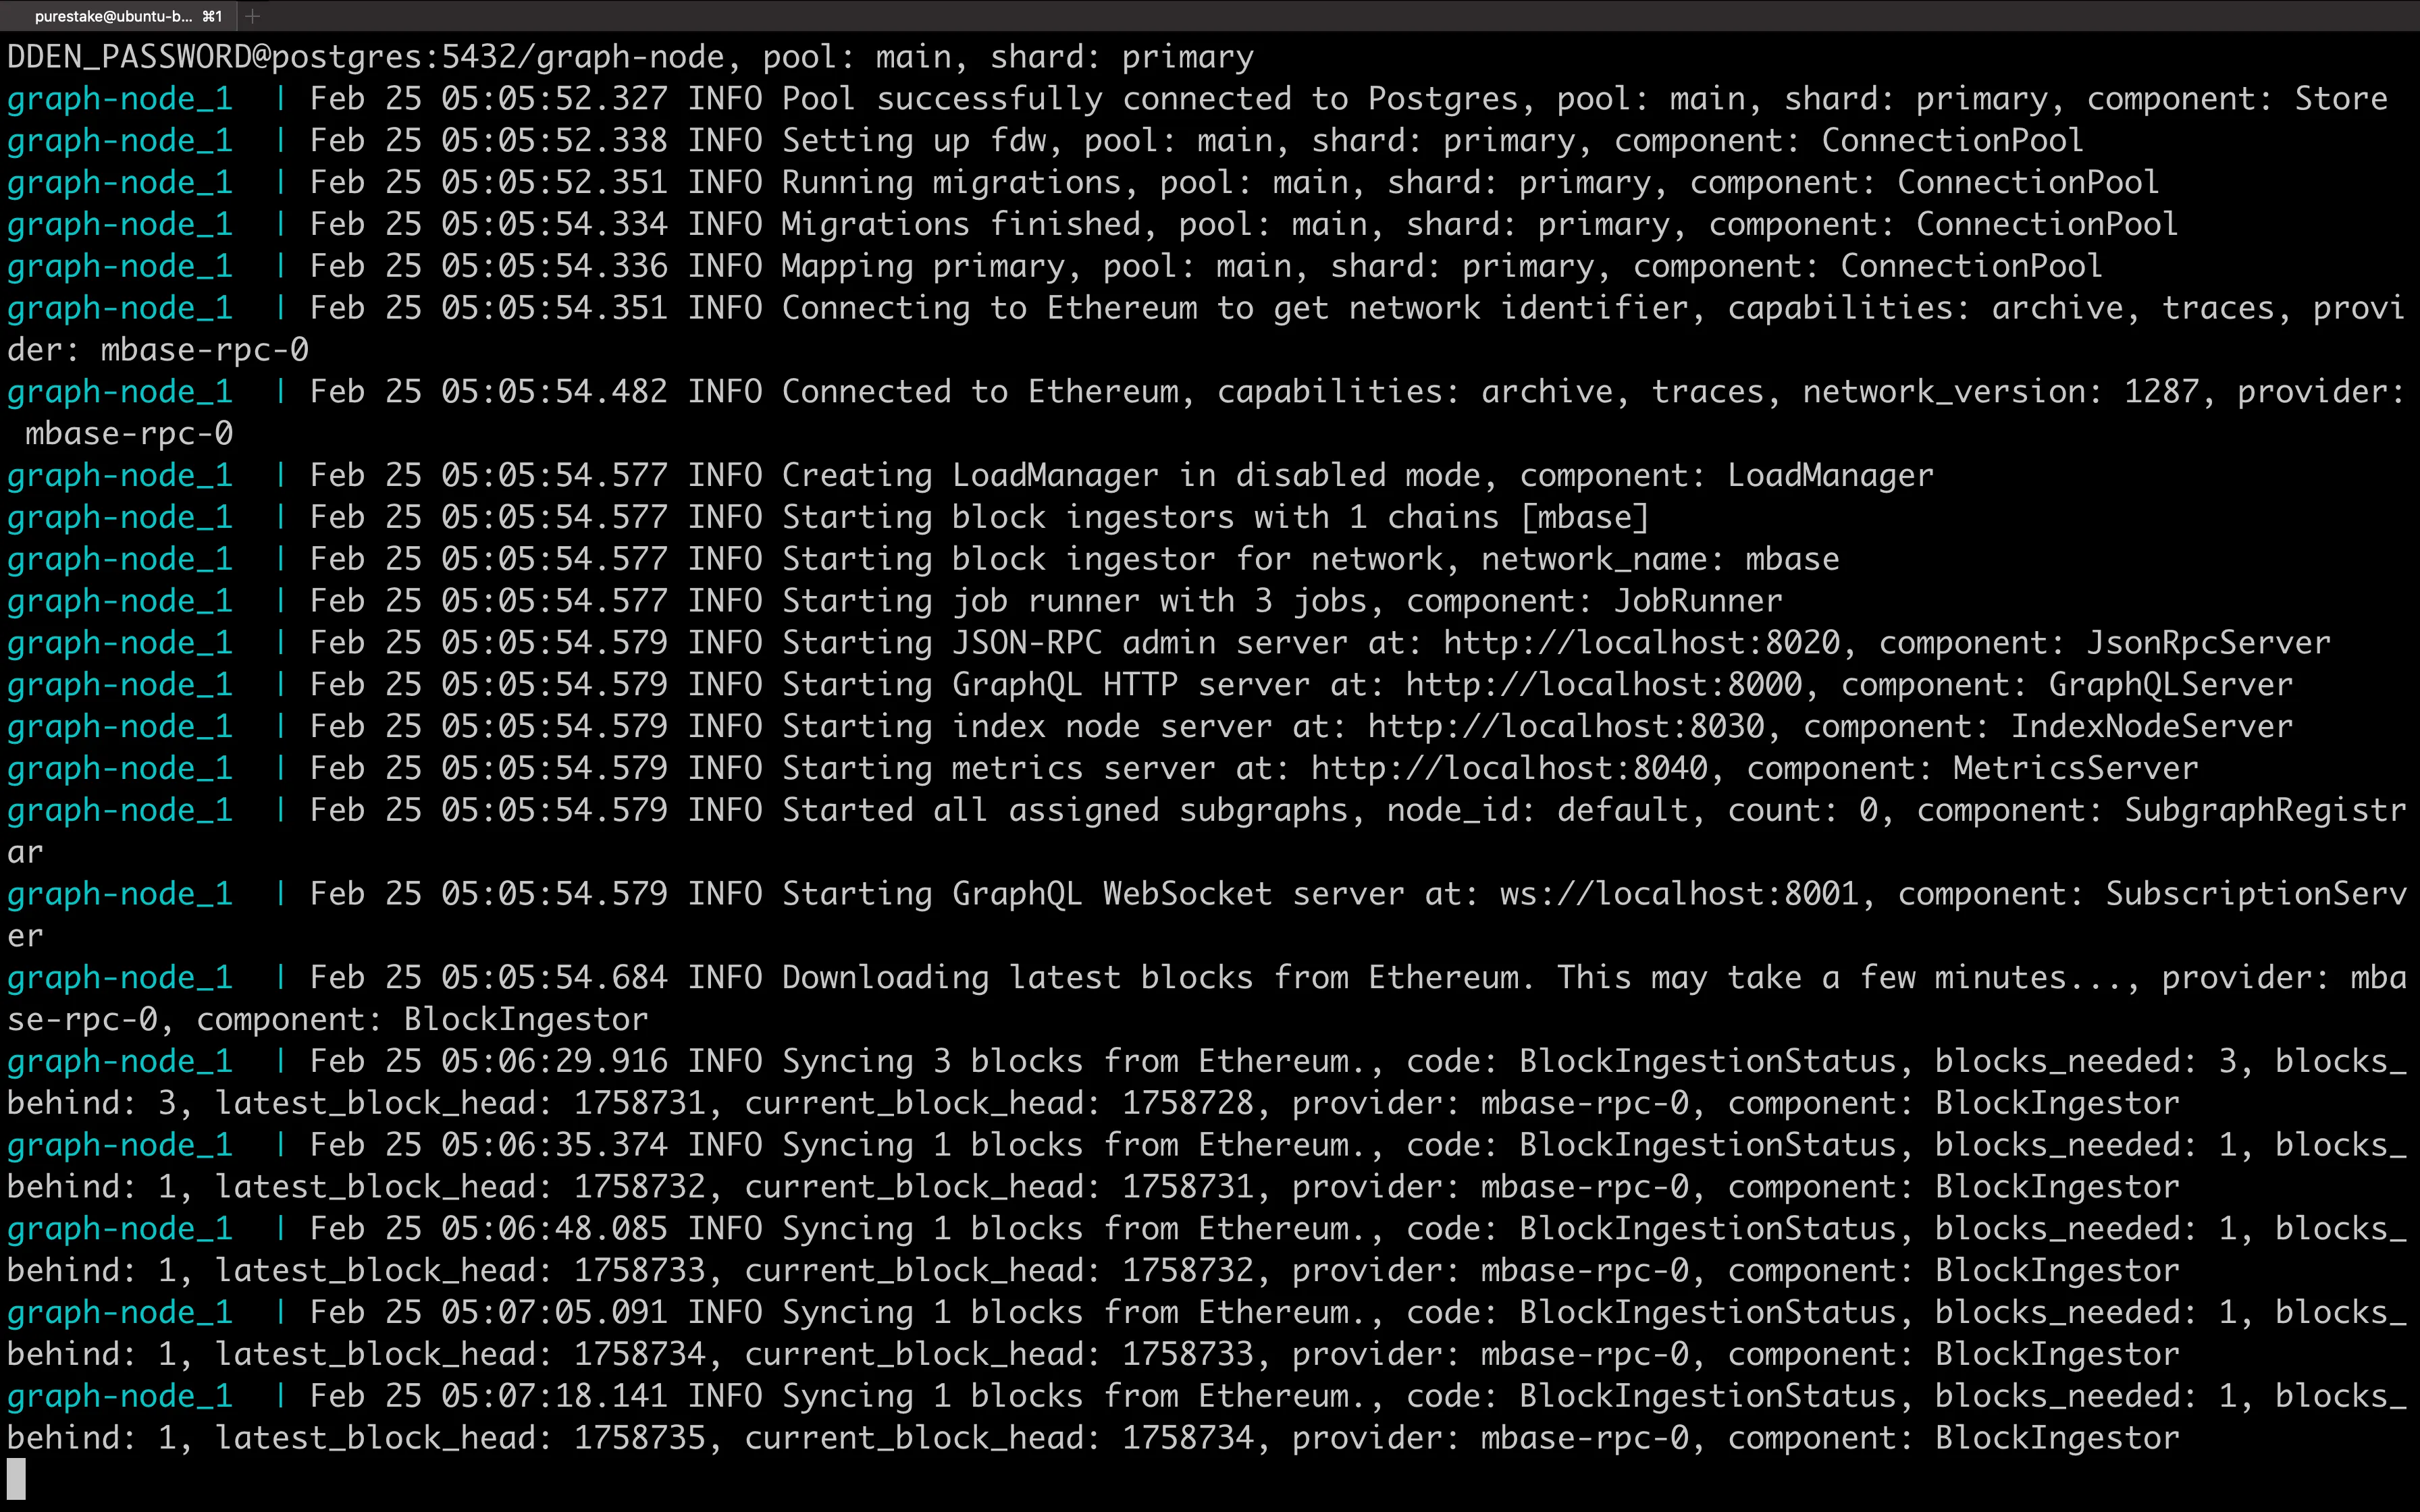 purestake@ubuntu-b... ⌘1 +
DDEN_PASSWORD@postgres:5432/graph-node, pool: main, shard: primary
graph-node_1  | Feb 25 05:05:52.327 INFO Pool successfully connected to Postgres, pool: main, shard: primary, component: Store
graph-node_1  | Feb 25 05:05:52.338 INFO Setting up fdw, pool: main, shard: primary, component: ConnectionPool
graph-node_1  | Feb 25 05:05:52.351 INFO Running migrations, pool: main, shard: primary, component: ConnectionPool
graph-node_1  | Feb 25 05:05:54.334 INFO Migrations finished, pool: main, shard: primary, component: ConnectionPool
graph-node_1  | Feb 25 05:05:54.336 INFO Mapping primary, pool: main, shard: primary, component: ConnectionPool
graph-node_1  | Feb 25 05:05:54.351 INFO Connecting to Ethereum to get network identifier, capabilities: archive, traces, provi
der: mbase-rpc-0
graph-node_1  | Feb 25 05:05:54.482 INFO Connected to Ethereum, capabilities: archive, traces, network_version: 1287, provider:
 mbase-rpc-0
graph-node_1  | Feb 25 05:05:54.577 INFO Creating LoadManager in disabled mode, component: LoadManager
graph-node_1  | Feb 25 05:05:54.577 INFO Starting block ingestors with 1 chains [mbase]
graph-node_1  | Feb 25 05:05:54.577 INFO Starting block ingestor for network, network_name: mbase
graph-node_1  | Feb 25 05:05:54.577 INFO Starting job runner with 3 jobs, component: JobRunner
graph-node_1  | Feb 25 05:05:54.579 INFO Starting JSON-RPC admin server at: http://localhost:8020, component: JsonRpcServer
graph-node_1  | Feb 25 05:05:54.579 INFO Starting GraphQL HTTP server at: http://localhost:8000, component: GraphQLServer
graph-node_1  | Feb 25 05:05:54.579 INFO Starting index node server at: http://localhost:8030, component: IndexNodeServer
graph-node_1  | Feb 25 05:05:54.579 INFO Starting metrics server at: http://localhost:8040, component: MetricsServer
graph-node_1  | Feb 25 05:05:54.579 INFO Started all assigned subgraphs, node_id: default, count: 0, component: SubgraphRegistr
ar
graph-node_1  | Feb 25 05:05:54.579 INFO Starting GraphQL WebSocket server at: ws://localhost:8001, component: SubscriptionServ
er
graph-node_1  | Feb 25 05:05:54.684 INFO Downloading latest blocks from Ethereum. This may take a few minutes..., provider: mba
se-rpc-0, component: BlockIngestor
graph-node_1  | Feb 25 05:06:29.916 INFO Syncing 3 blocks from Ethereum., code: BlockIngestionStatus, blocks_needed: 3, blocks_
behind: 3, latest_block_head: 1758731, current_block_head: 1758728, provider: mbase-rpc-0, component: BlockIngestor
graph-node_1  | Feb 25 05:06:35.374 INFO Syncing 1 blocks from Ethereum., code: BlockIngestionStatus, blocks_needed: 1, blocks_
behind: 1, latest_block_head: 1758732, current_block_head: 1758731, provider: mbase-rpc-0, component: BlockIngestor
graph-node_1  | Feb 25 05:06:48.085 INFO Syncing 1 blocks from Ethereum., code: BlockIngestionStatus, blocks_needed: 1, blocks_
behind: 1, latest_block_head: 1758733, current_block_head: 1758732, provider: mbase-rpc-0, component: BlockIngestor
graph-node_1  | Feb 25 05:07:05.091 INFO Syncing 1 blocks from Ethereum., code: BlockIngestionStatus, blocks_needed: 1, blocks_
behind: 1, latest_block_head: 1758734, current_block_head: 1758733, provider: mbase-rpc-0, component: BlockIngestor
graph-node_1  | Feb 25 05:07:18.141 INFO Syncing 1 blocks from Ethereum., code: BlockIngestionStatus, blocks_needed: 1, blocks_
behind: 1, latest_block_head: 1758735, current_block_head: 1758734, provider: mbase-rpc-0, component: BlockIngestor